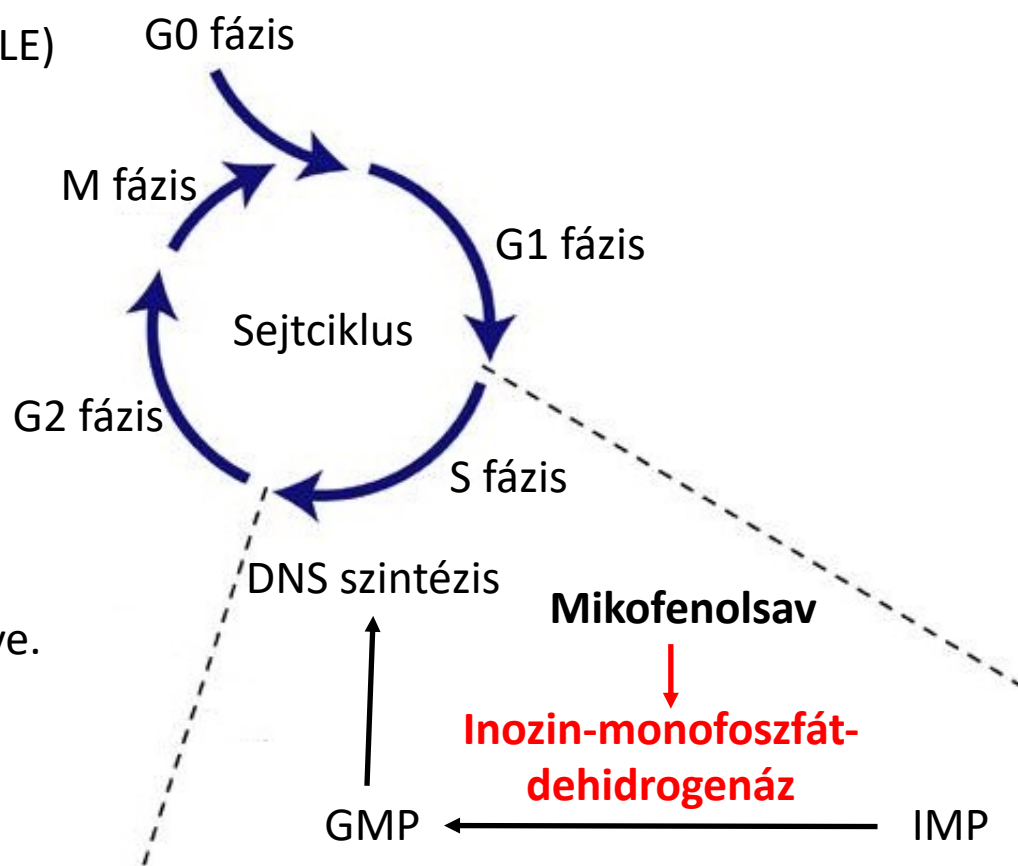 LE)
G0 fázis
M fázis
G1 fázis
Sejtciklus
G2 fázis
S fázis
DNS szintézis
Mikofenolsav
ve.
Inozin-monofoszfát-
dehidrogenáz
GMP
IMP